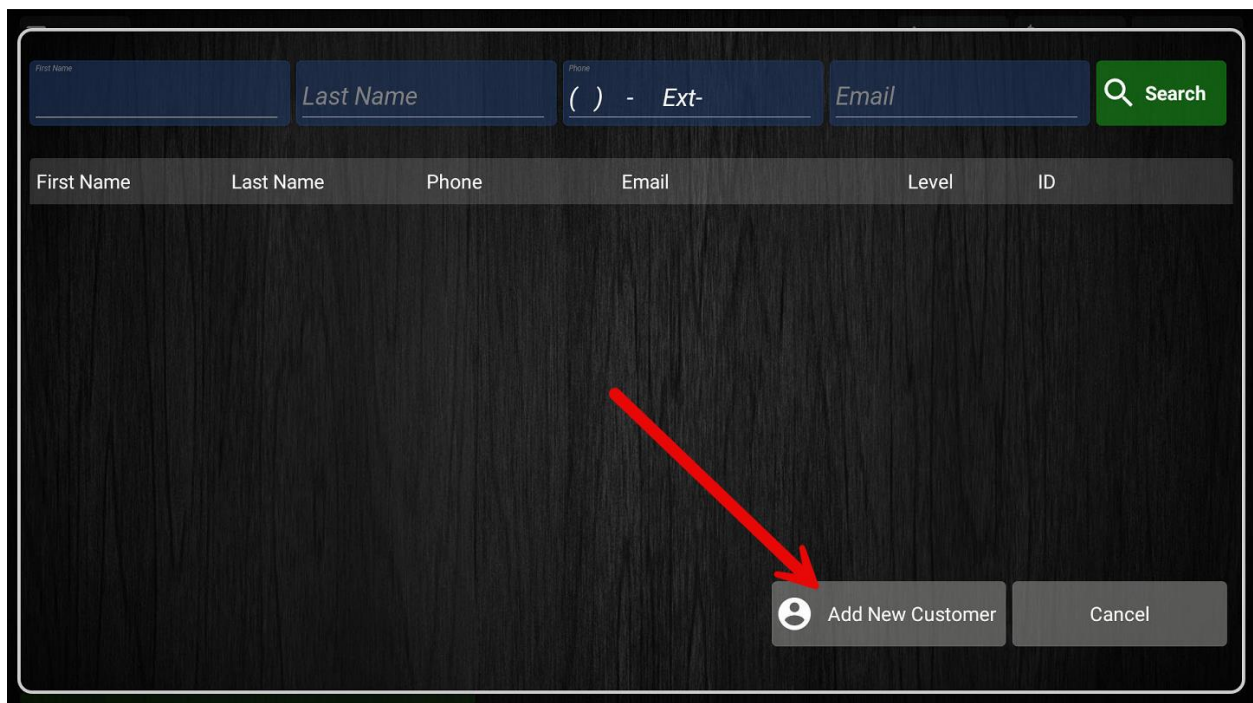 First Name
Last Name
Phone
( ) - Ext-
Email
Search
First Name Last Name Phone Email Level ID
Add New Customer
Cancel